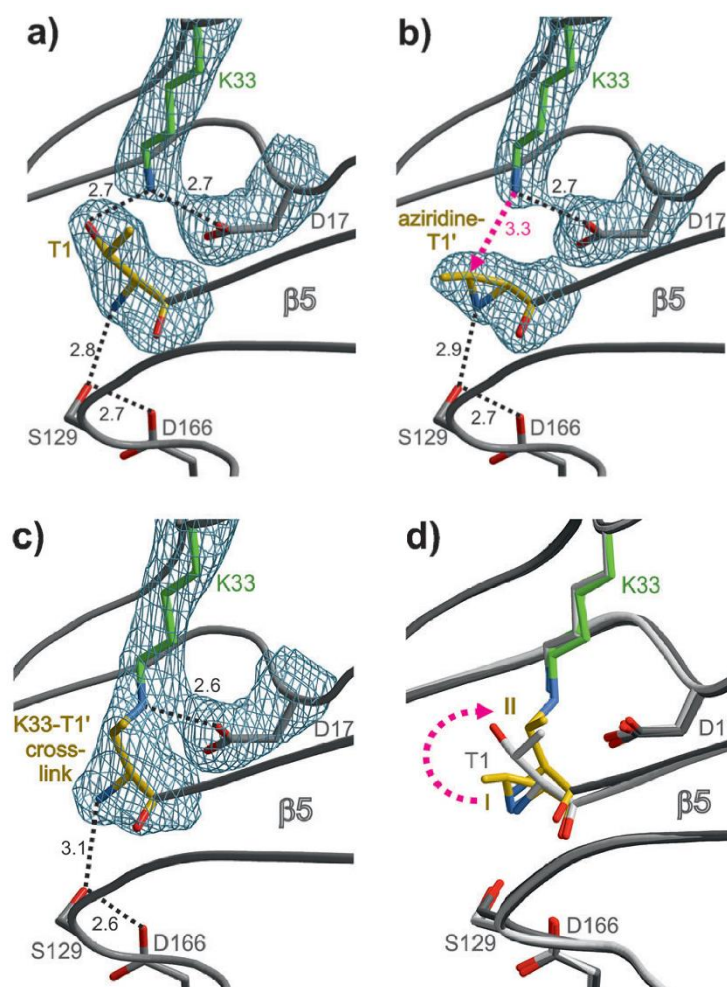 a)
K33
2.7
2.7
T1
D17
β5
2.8
2.7
S129
D166
b)
K33
2.7
aziridine-
T1'
3.3
D17
β5
2.9
2.7
S129
D166
c)
K33
2.6
K33-T1'
cross-
link
D17
β5
3.1
2.6
S129
D166
d)
K33
II
T1
D1
I
β5
S129
D166